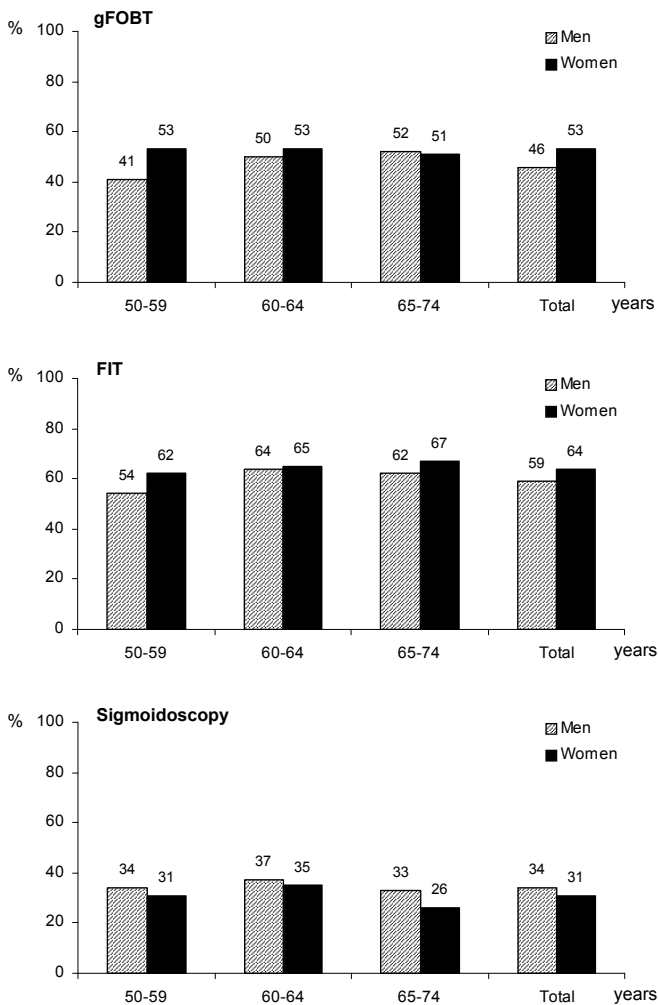 gFOBT
%
100
80
60
40
20
0
Men
Women
41 53 50 53 52 51 46 53
50-59 60-64 65-74 Total years
FIT
%
100
80
60
40
20
0
Men
Women
54 62 64 65 62 67 59 64
50-59 60-64 65-74 Total years
Sigmoidoscopy
%
100
80
60
40
20
0
Men
Women
34 31 37 35 33 26 34 31
50-59 60-64 65-74 Total years